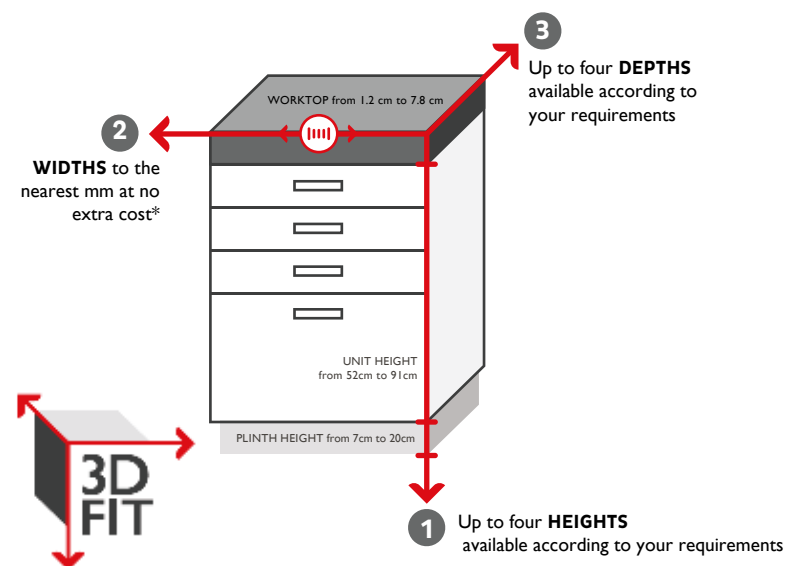 3
Up to four DEPTHS
available according to
your requirements
WORKTOP from 1.2 cm to 7.8 cm
2
WIDTHS to the
nearest mm at no
extra cost*
UNIT HEIGHT
from 52cm to 91cm
PLINTH HEIGHT from 7cm to 20cm
3D
FIT
1
Up to four HEIGHTS
available according to your requirements